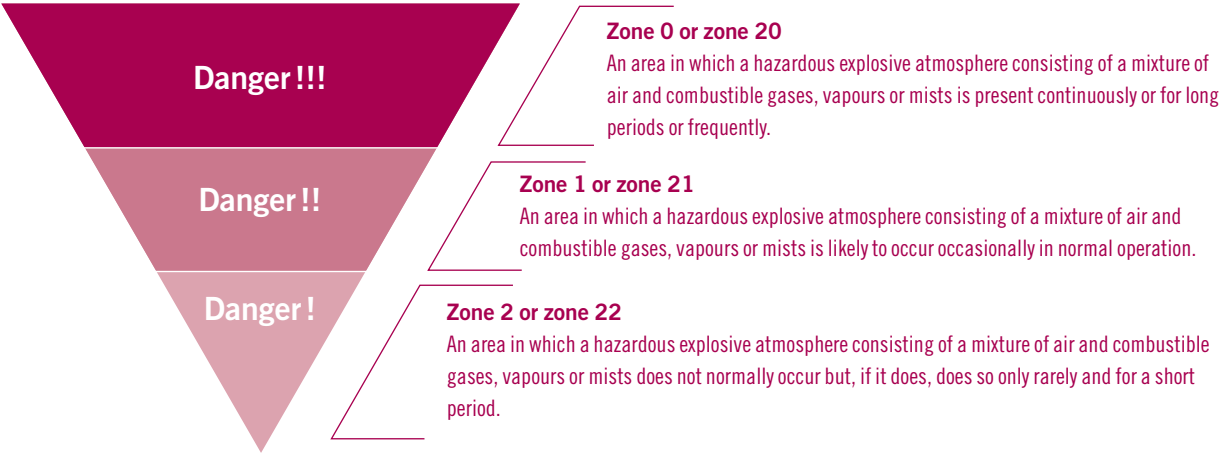 Danger !!!
Zone 0 or zone 20
An area in which a hazardous explosive atmosphere consisting of a mixture of
air and combustible gases, vapours or mists is present continuously or for long
periods or frequently.
Danger !!
Zone 1 or zone 21
An area in which a hazardous explosive atmosphere consisting of a mixture of air and
combustible gases, vapours or mists is likely to occur occasionally in normal operation.
Danger !
Zone 2 or zone 22
An area in which a hazardous explosive atmosphere consisting of a mixture of air and combustible
gases, vapours or mists does not normally occur but, if it does, does so only rarely and for a short
period.